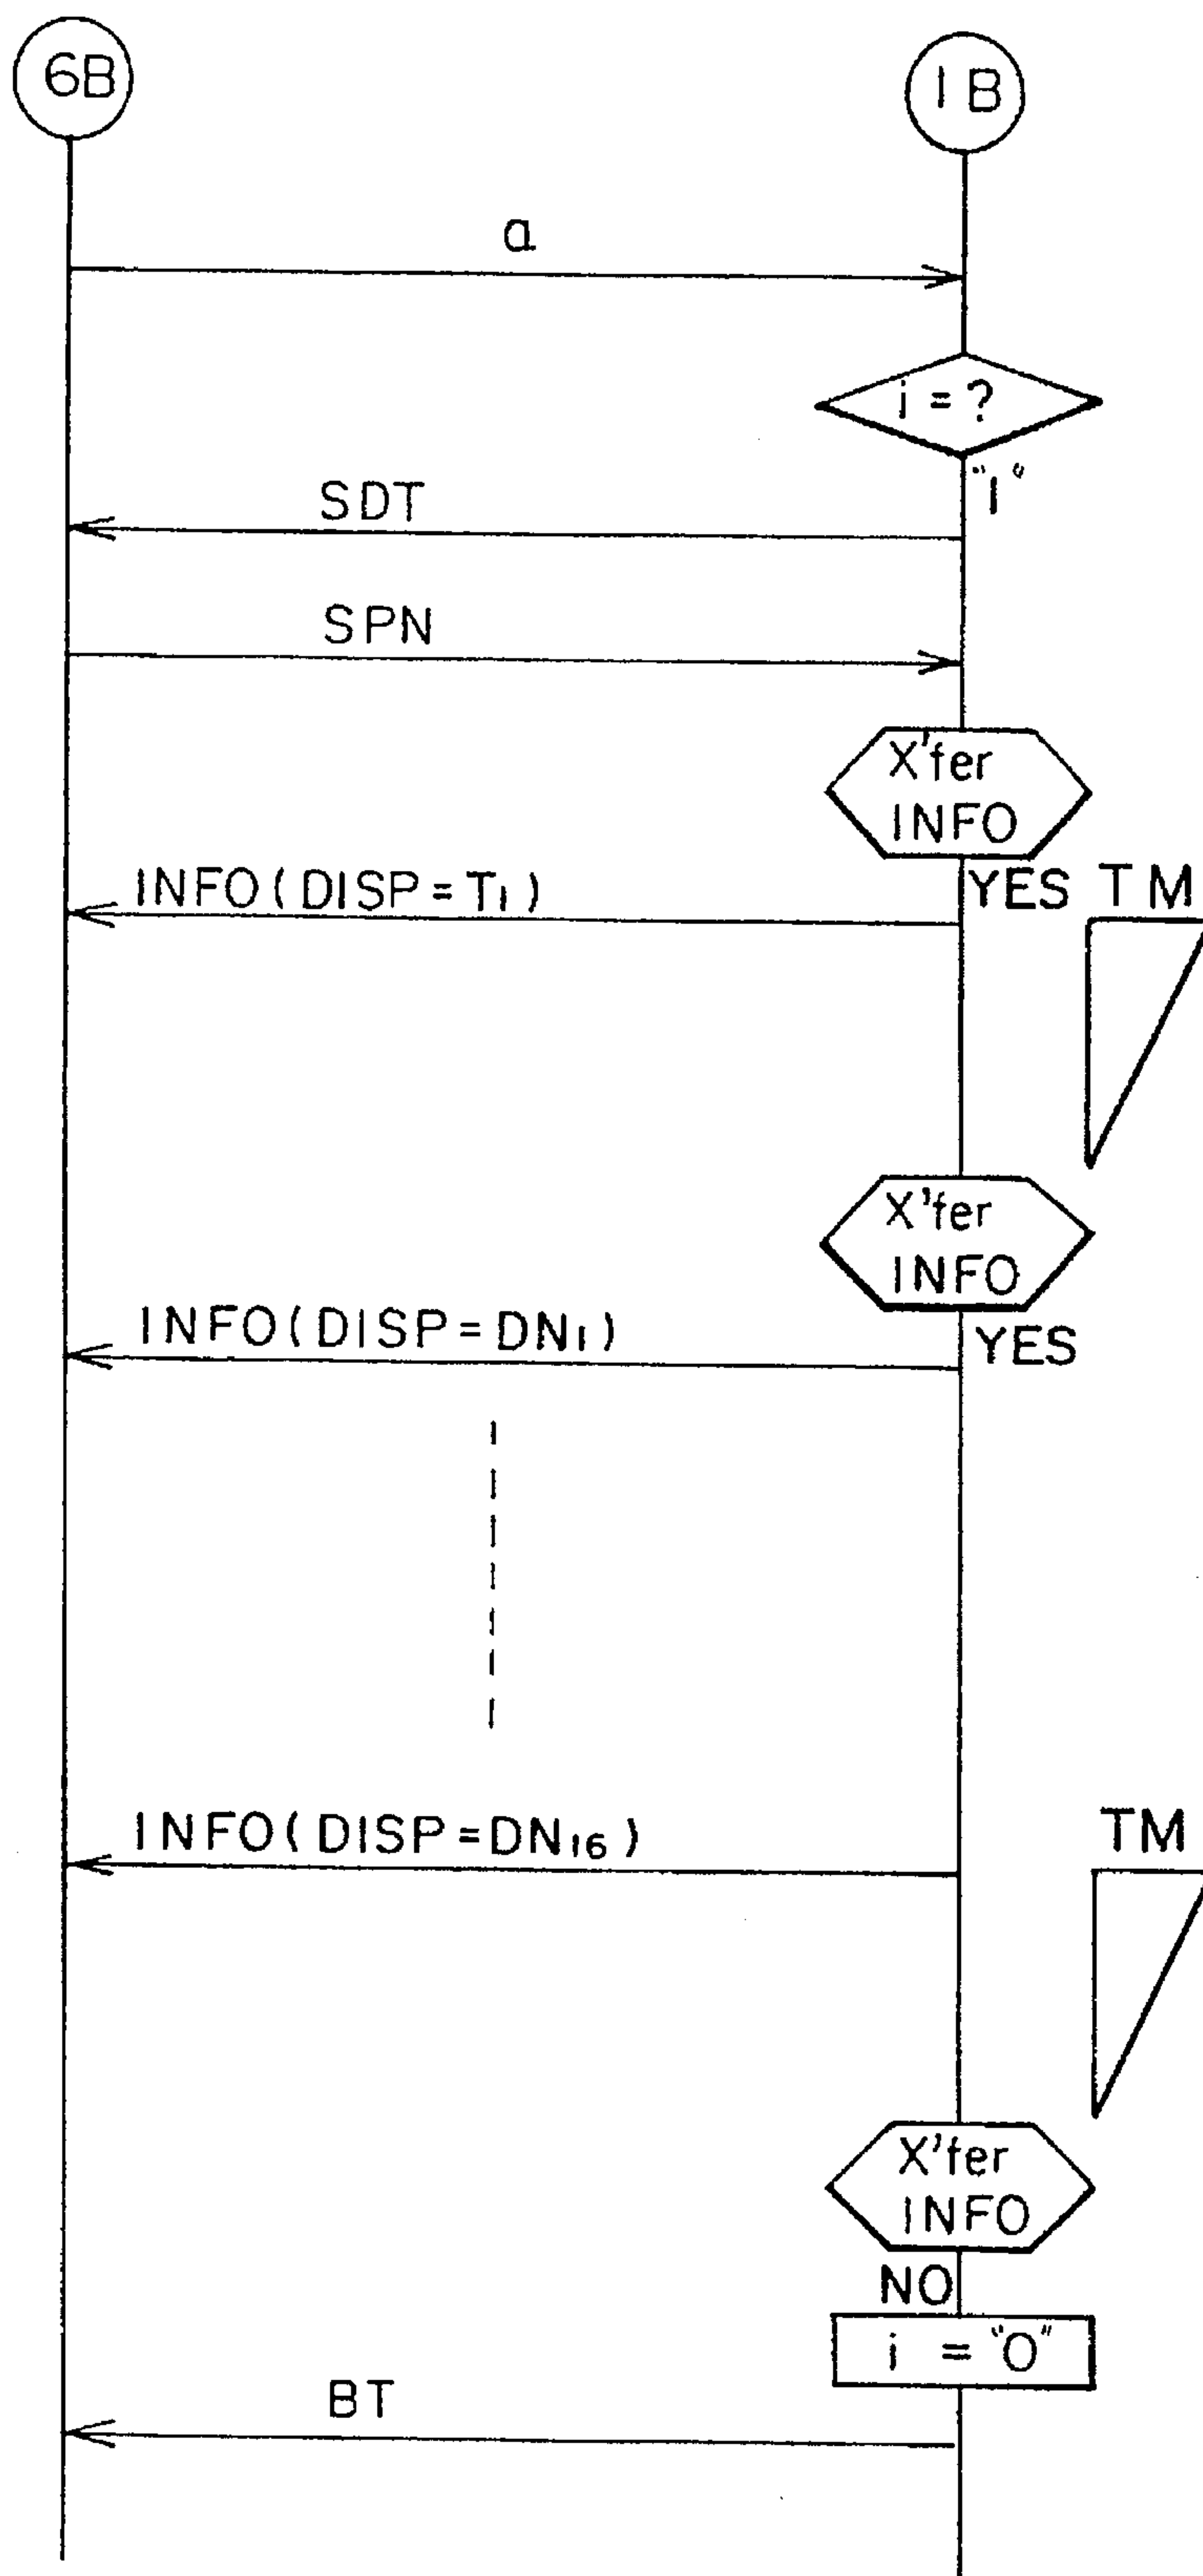 6B
1B
a
i = ?
"1"
SDT
SPN
X'fer
INFO
INFO(DISP=T1)
YES
TM
X'fer
INFO
INFO(DISP=DN1)
YES
INFO(DISP=DN16)
TM
X'fer
INFO
NO
i = "0"
BT